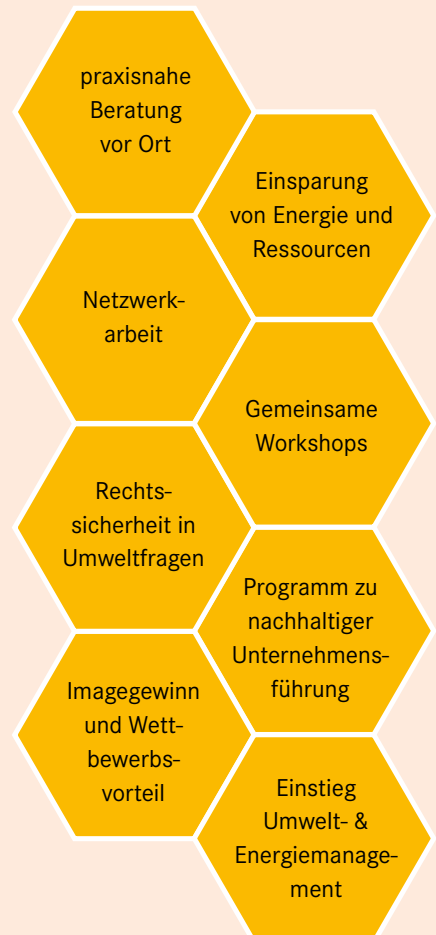 praxisnahe
Beratung
vor Ort
Einsparung
von Energie und
Ressourcen
Netzwerk-
arbeit
Gemeinsame
Workshops
Rechts-
sicherheit in
Umweltfragen
Programm zu
nachhaltiger
Unternehmens-
führung
Imagegewinn
und Wett-
bewerbs-
vorteil
Einstieg
Umwelt- &
Energiemanage-
ment